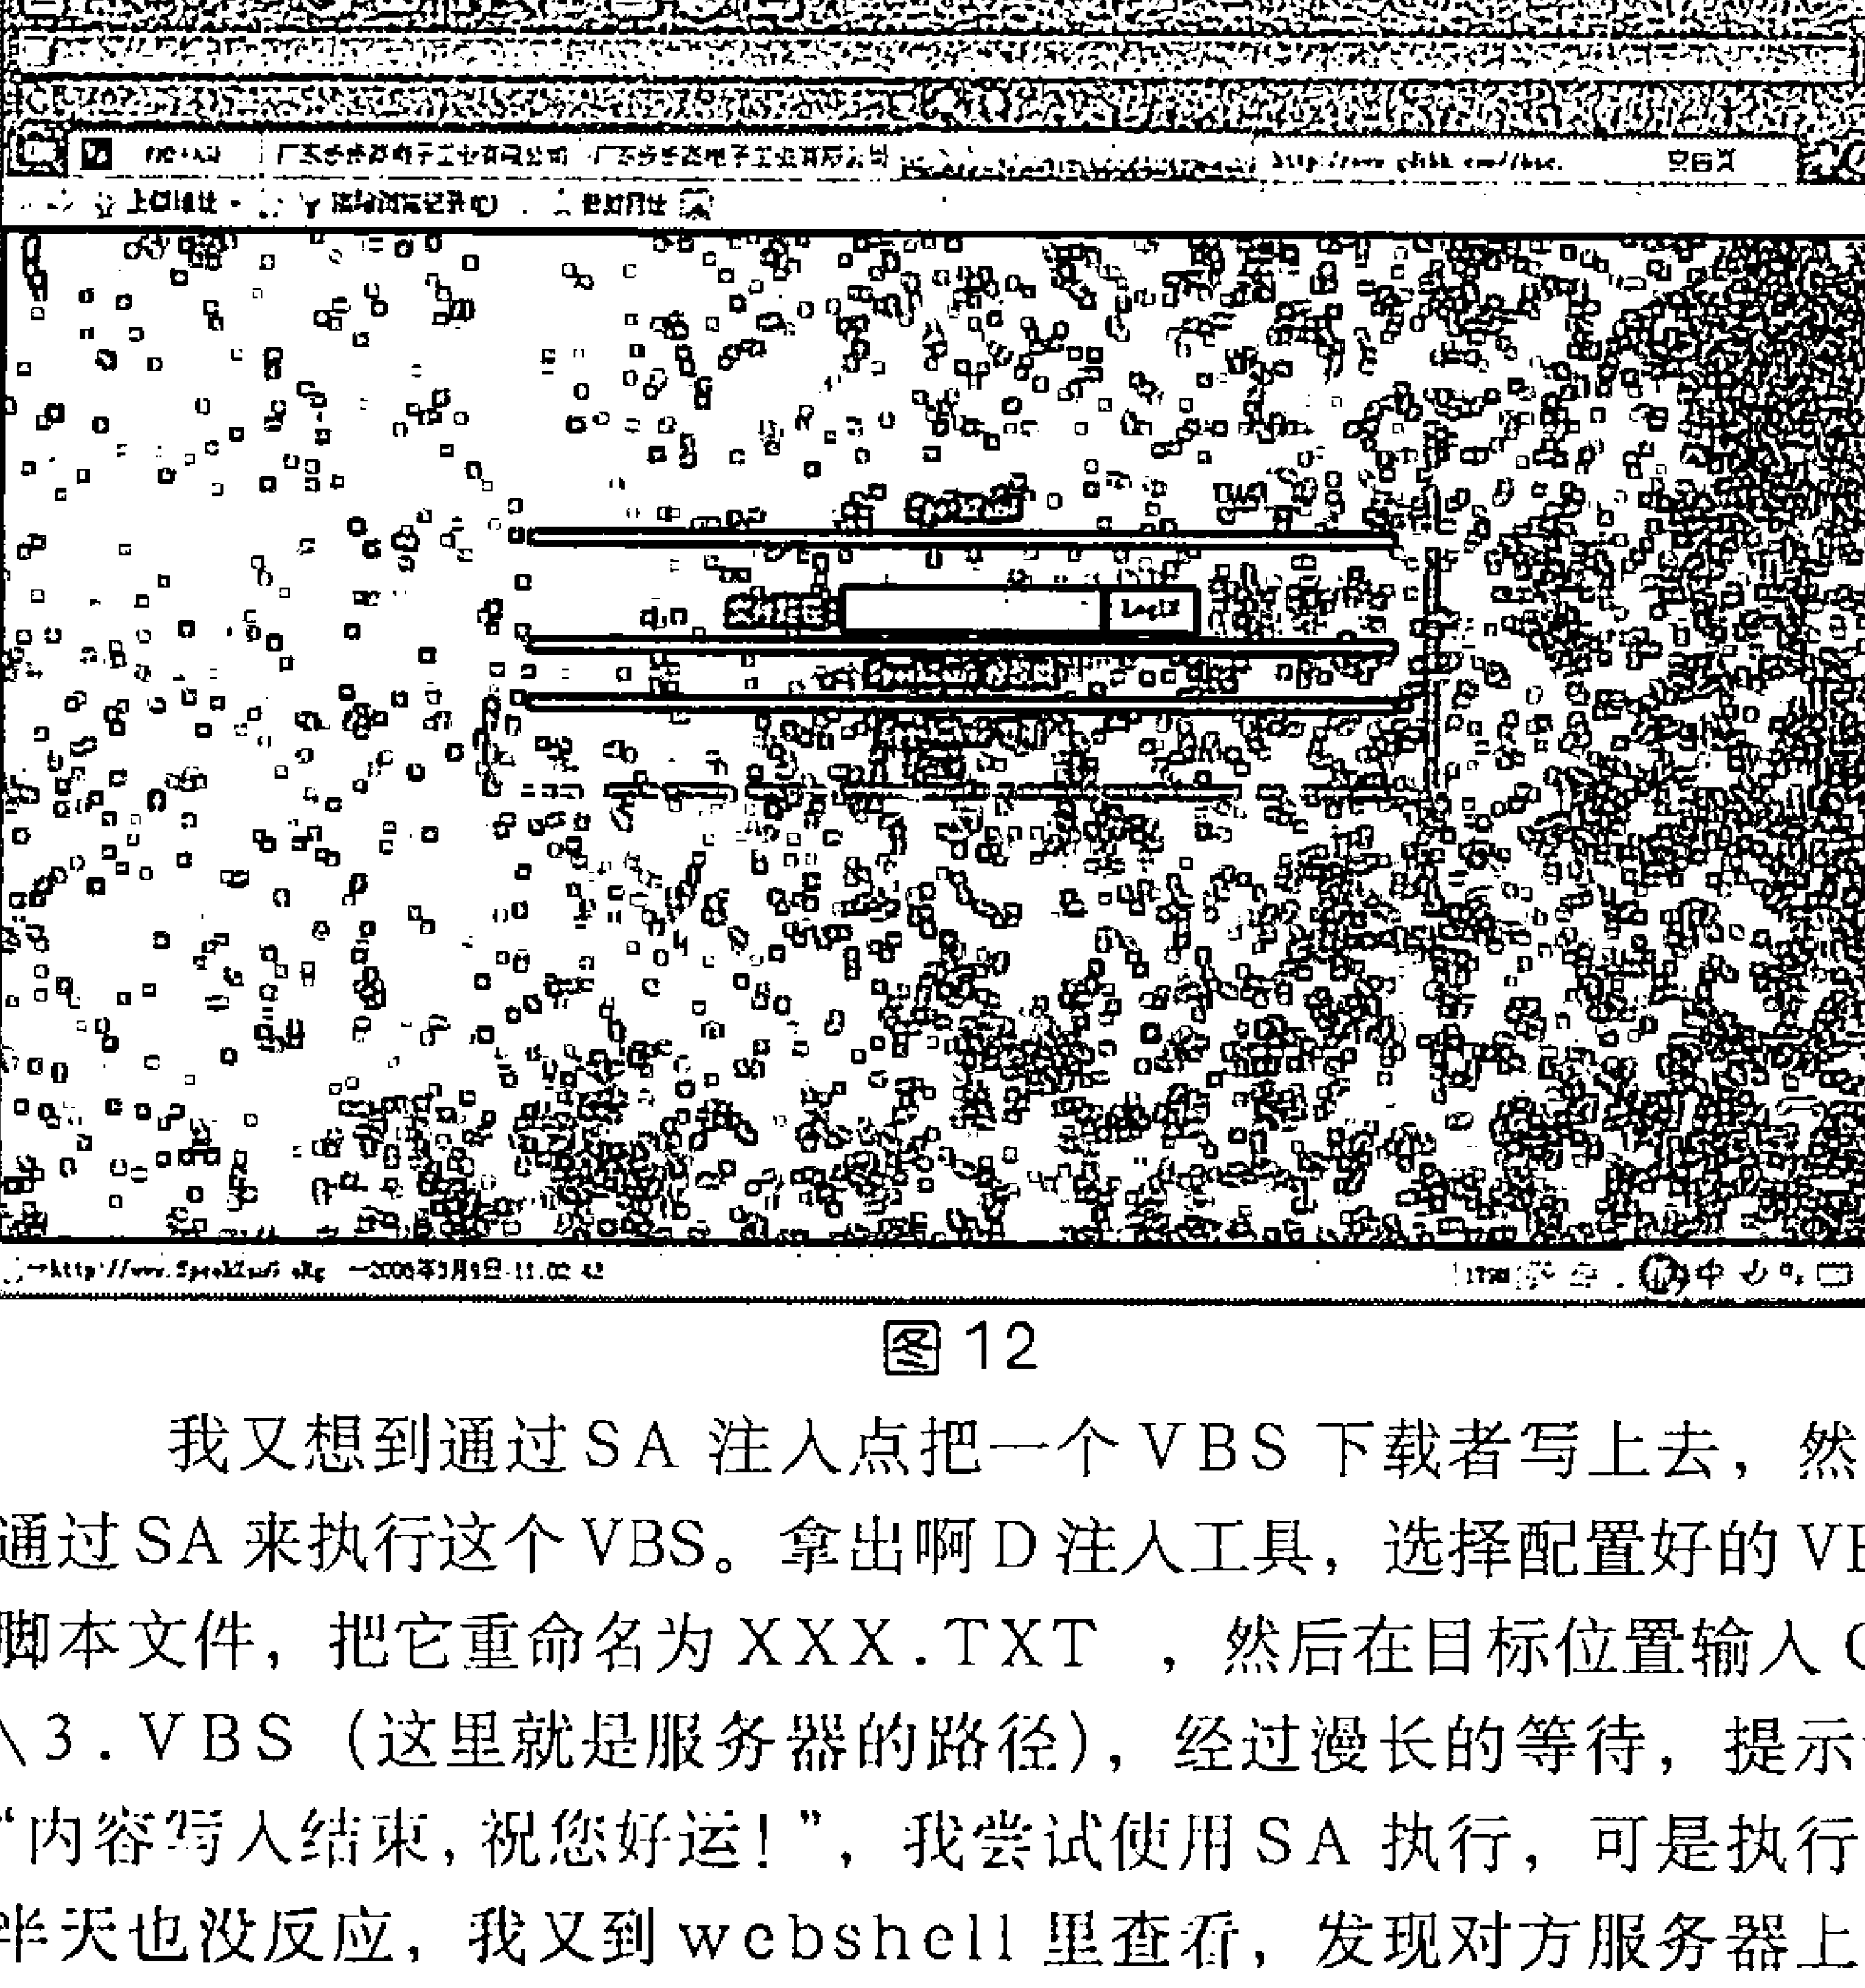 LogIN
图 12
我又想到通过SA 注入点把一个VBS 下载者写上去，然
通过SA来执行这个VBS。拿出啊D注入工具，选择配置好的VB
脚本文件，把它重命名为XXX.TXT ，然后在目标位置输入C
\3.VBS（这里就是服务器的路径），经过漫长的等待，提示
“内容写入结束,祝您好运！”，我尝试使用SA 执行，可是执行
半天也没反应，我又到webshell里查看，发现对方服务器上